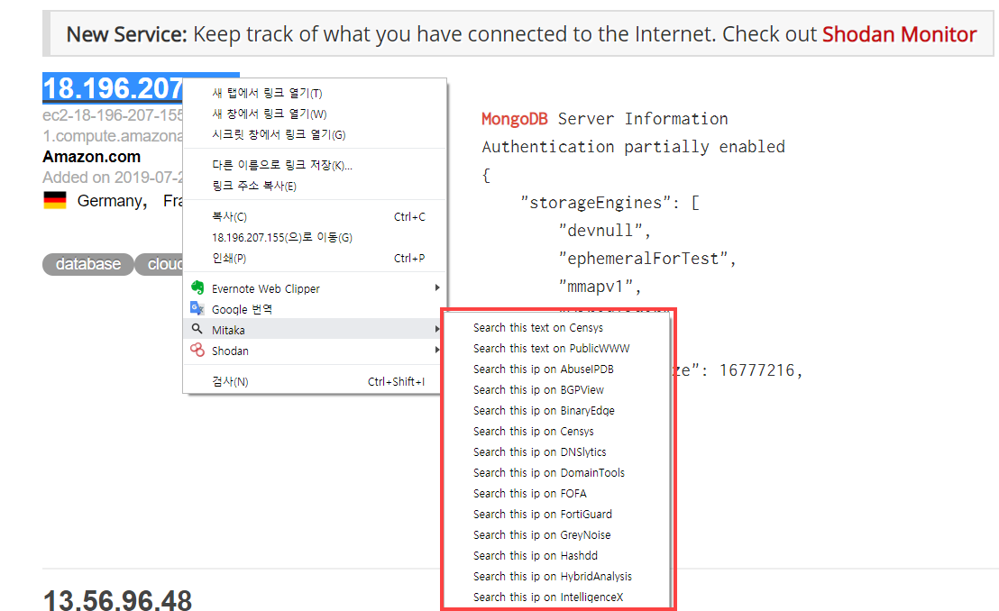 New Service: Keep track of what you have connected to the Internet. Check out Shodan Monitor
18.196.207
ec2-18-196-207-155
1.compute.amazona
Amazon.com
Added on 2019-07-2
Germany, Fra
database
cloud
새 탭에서 링크 열기(T)
새 창에서 링크 열기(W)
시크릿 창에서 링크 열기(G)
다른 이름으로 링크 저장(K)...
링크 주소 복사(E)
복사(C) Ctrl+C
18.196.207.155(으)로 이동(G)
인쇄(P) Ctrl+P
Evernote Web Clipper
Google 번역
Mitaka
Shodan
검사(N) Ctrl+Shift+I
MongoDB Server Information
Authentication partially enabled
{
"storageEngines": [
"devnull",
"ephemeralForTest",
"mmapv1",
ze": 16777216,
Search this text on Censys
Search this text on PublicWWW
Search this ip on AbuseIPDB
Search this ip on BGPView
Search this ip on BinaryEdge
Search this ip on Censys
Search this ip on DNSlytics
Search this ip on DomainTools
Search this ip on FOFA
Search this ip on FortiGuard
Search this ip on GreyNoise
Search this ip on Hashdd
Search this ip on HybridAnalysis
Search this ip on IntelligenceX
13.56.96.48